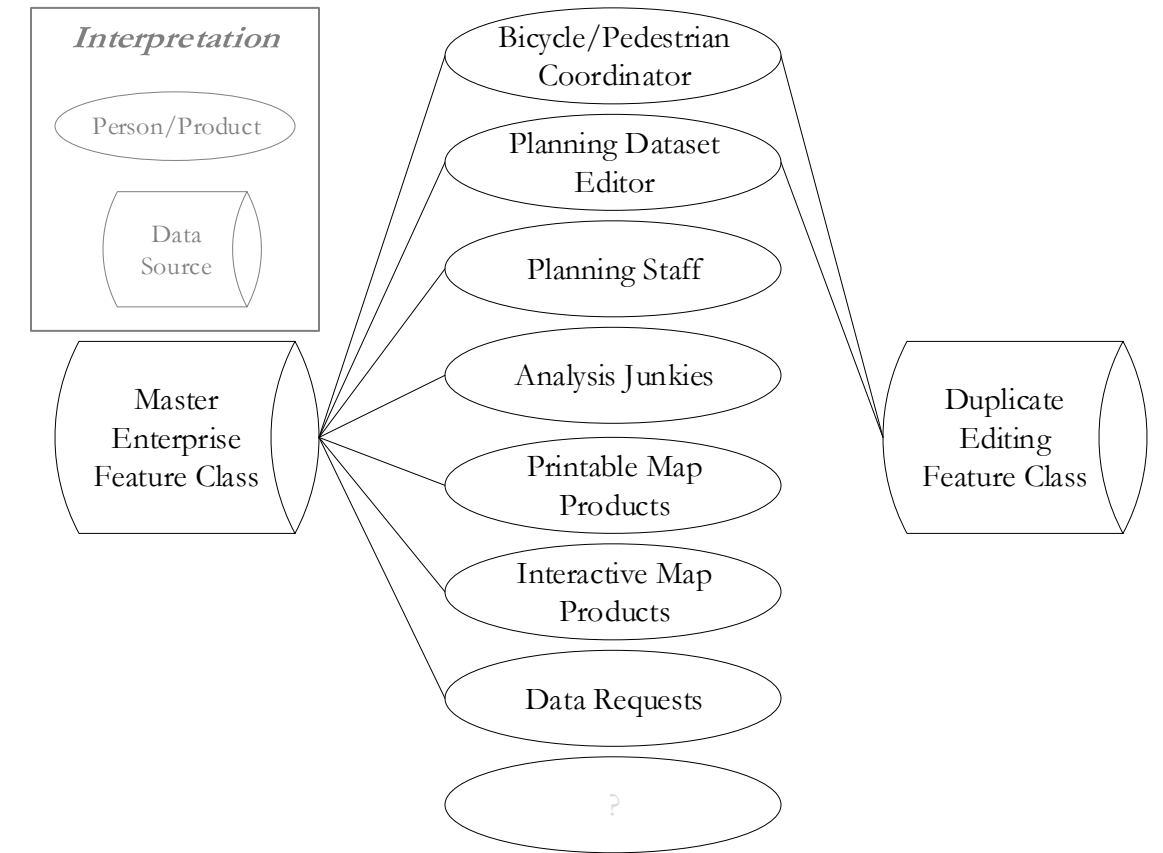 Interpretation
Person/Product
Data
Source
Bicycle/Pedestrian
Coordinator
Planning Dataset
Editor
Planning Staff
Analysis Junkies
Printable Map
Products
Interactive Map
Products
Data Requests
?
Master
Enterprise
Feature Class
Duplicate
Editing
Feature Class